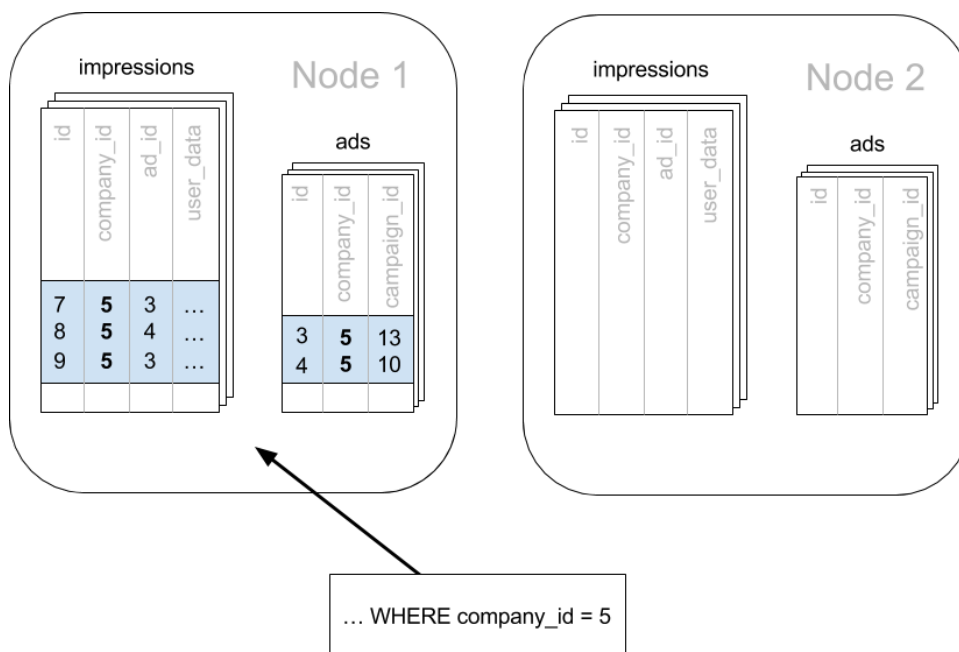 impressions
Node 1
id
company_id
ad_id
user_data
7 5 3 …
8 5 4 …
9 5 3 …
ads
id
company_id
campaign_id
3 5 13
4 5 10
impressions
Node 2
id
company_id
ad_id
user_data
ads
id
company_id
campaign_id
… WHERE company_id = 5